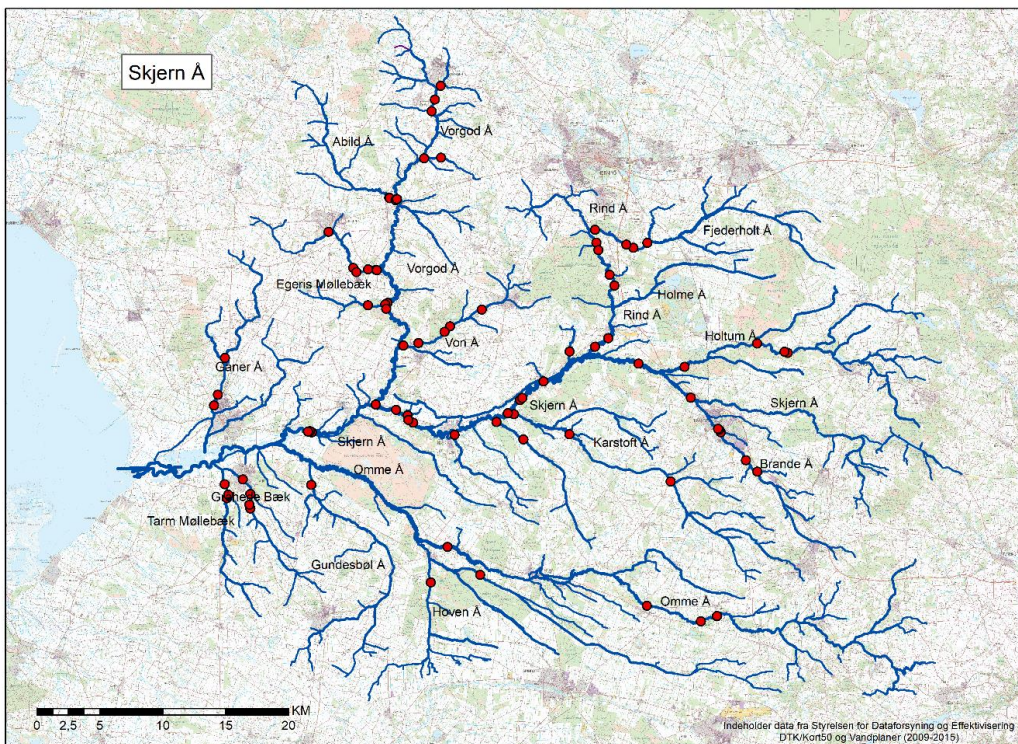 Skjern Å
Vorgod Å
Abild Å
Rind Å
Fjederholt Å
Vorgod Å
Egeris Møllebæk
Holme Å
Rind Å
Von Å
Holtum Å
Ganer Å
Skjern Å
Skjern Å
Skjern Å
Karstoft Å
Omme Å
Brande Å
Tarm Møllebæk
Gundesbøl Å
Omme Å
Hoven Å
KM
0 2,5 5 10 15 20
Indeholder data fra Styrelsen for Dataforsyning og Effektivisering
DTK/Kort50 og Vandplaner (2009-2015)